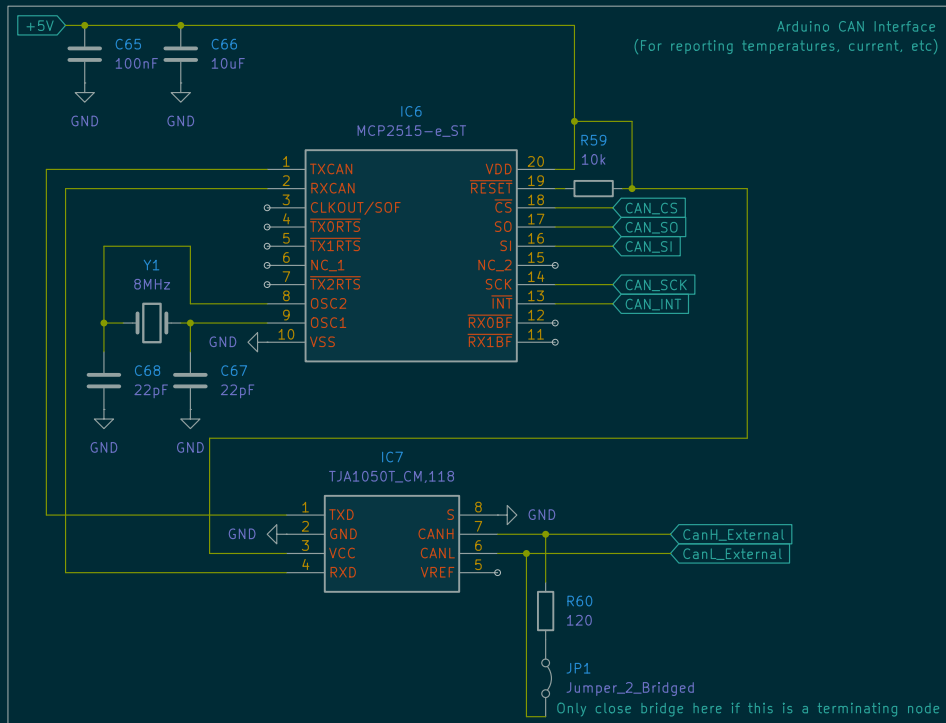 +5V
C65
100nF
C66
10uF
GND
GND
Arduino CAN Interface
(For reporting temperatures, current, etc)
IC6
MCP2515-e_ST
1
TXCAN
2
RXCAN
3
CLKOUT/SOF
4
TX0RTS
5
TX1RTS
6
NC_1
7
TX2RTS
8
OSC2
9
OSC1
10
VSS
GND
VDD
20
RESET
19
CS
18
SO
17
SI
16
NC_2
15
SCK
14
INT
13
RX0BF
12
RX1BF
11
R59
10k
CAN_CS
CAN_SO
CAN_SI
CAN_SCK
CAN_INT
Y1
8MHz
C68
22pF
C67
22pF
GND
GND
IC7
TJA1050T_CM,118
1
TXD
2
GND
3
VCC
4
RXD
GND
S
8
CANH
7
CANL
6
VREF
5
GND
CanH_External
CanL_External
R60
120
JP1
Jumper_2_Bridged
Only close bridge here if this is a terminating node